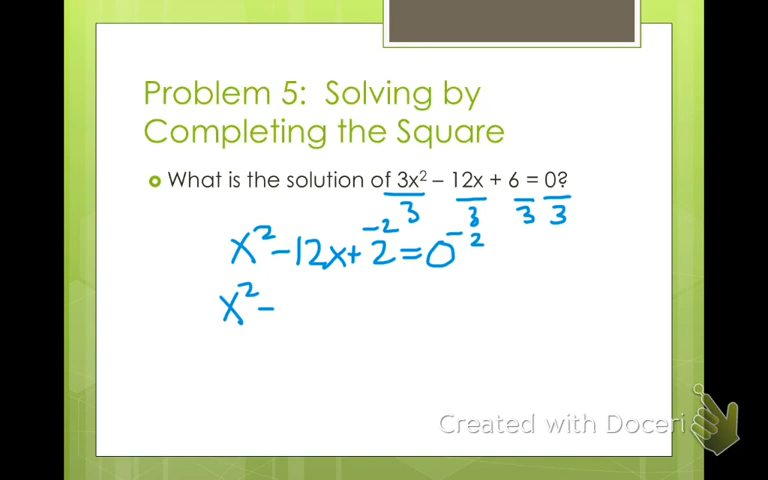 Problem 5: Solving by
Completing the Square
What is the solution of 3x² – 12x + 6 = 0?
3 3 3 3
x² - 12x + 2 = 0
-2 -2
x² -
Created with Doceri